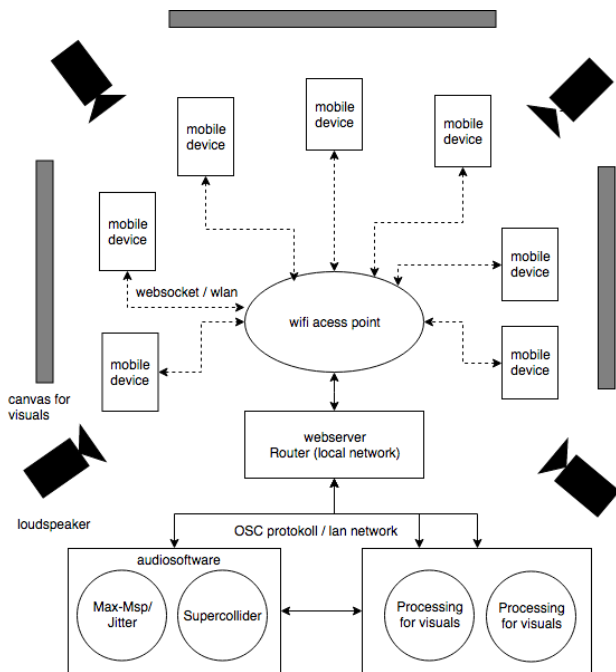 mobile
device
mobile
device
mobile
device
mobile
device
websocket / wlan
mobile
device
wifi acess point
mobile
device
mobile
device
canvas for
visuals
webserver
Router (local network)
loudspeaker
OSC protokoll / lan network
audiosoftware
Max-Msp/
Jitter
Supercollider
Processing
for visuals
Processing
for visuals